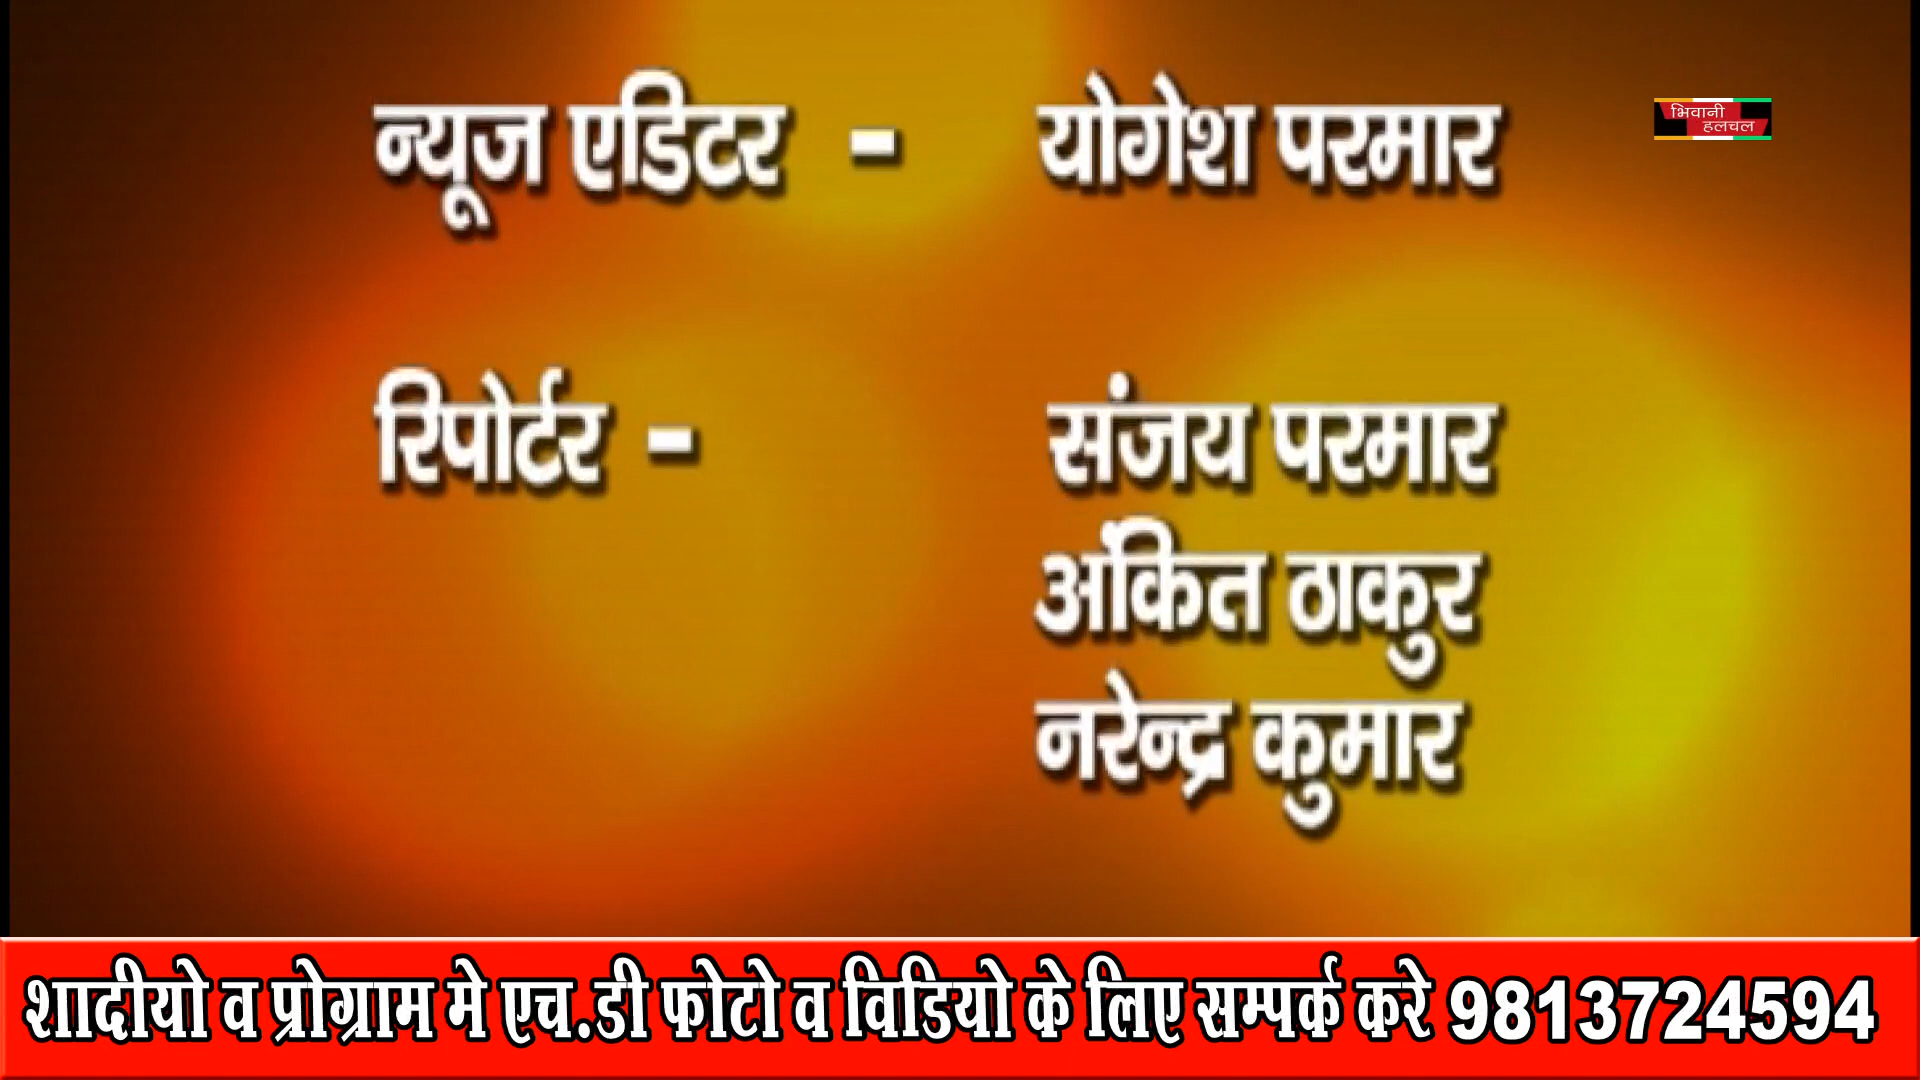 न्यूज एडिटर - योगेश परमार
भिवानी
हलचल
रिपोर्टर - संजय परमार
अंकित ठाकुर
नरेन्द्र कुमार
शादीयो व प्रोग्राम मे एच.डी फोटो व विडियो के लिए सम्पर्क करे 9813724594